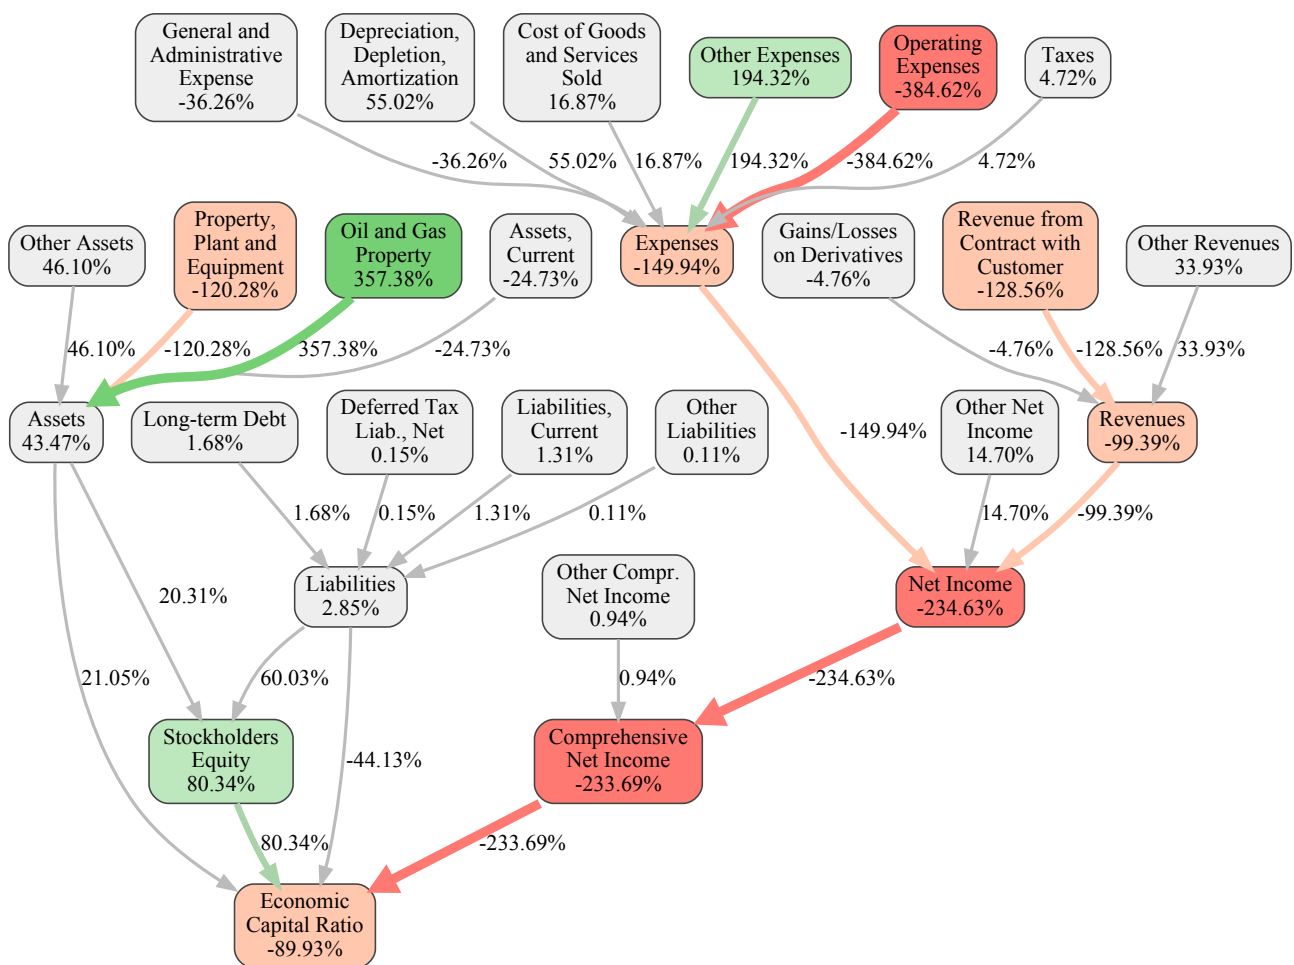 General and
Administrative
Expense
-36.26%
Depreciation,
Depletion,
Amortization
55.02%
Cost of Goods
and Services
Sold
16.87%
Other Expenses
194.32%
Operating
Expenses
-384.62%
Taxes
4.72%
-36.26%
55.02%
16.87%
194.32%
-384.62%
4.72%
Other Assets
46.10%
Property,
Plant and
Equipment
-120.28%
Oil and Gas
Property
357.38%
Assets,
Current
-24.73%
Expenses
-149.94%
Gains/Losses
on Derivatives
-4.76%
Revenue from
Contract with
Customer
-128.56%
Other Revenues
33.93%
46.10%
-120.28%
357.38%
-24.73%
-4.76%
-128.56%
33.93%
Assets
43.47%
Long-term Debt
1.68%
Deferred Tax
Liab., Net
0.15%
Liabilities,
Current
1.31%
Other
Liabilities
0.11%
-149.94%
Other Net
Income
14.70%
Revenues
-99.39%
1.68%
0.15%
1.31%
0.11%
14.70%
-99.39%
20.31%
Liabilities
2.85%
Other Compr.
Net Income
0.94%
Net Income
-234.63%
21.05%
60.03%
0.94%
-234.63%
Stockholders
Equity
80.34%
-44.13%
Comprehensive
Net Income
-233.69%
80.34%
-233.69%
Economic
Capital Ratio
-89.93%